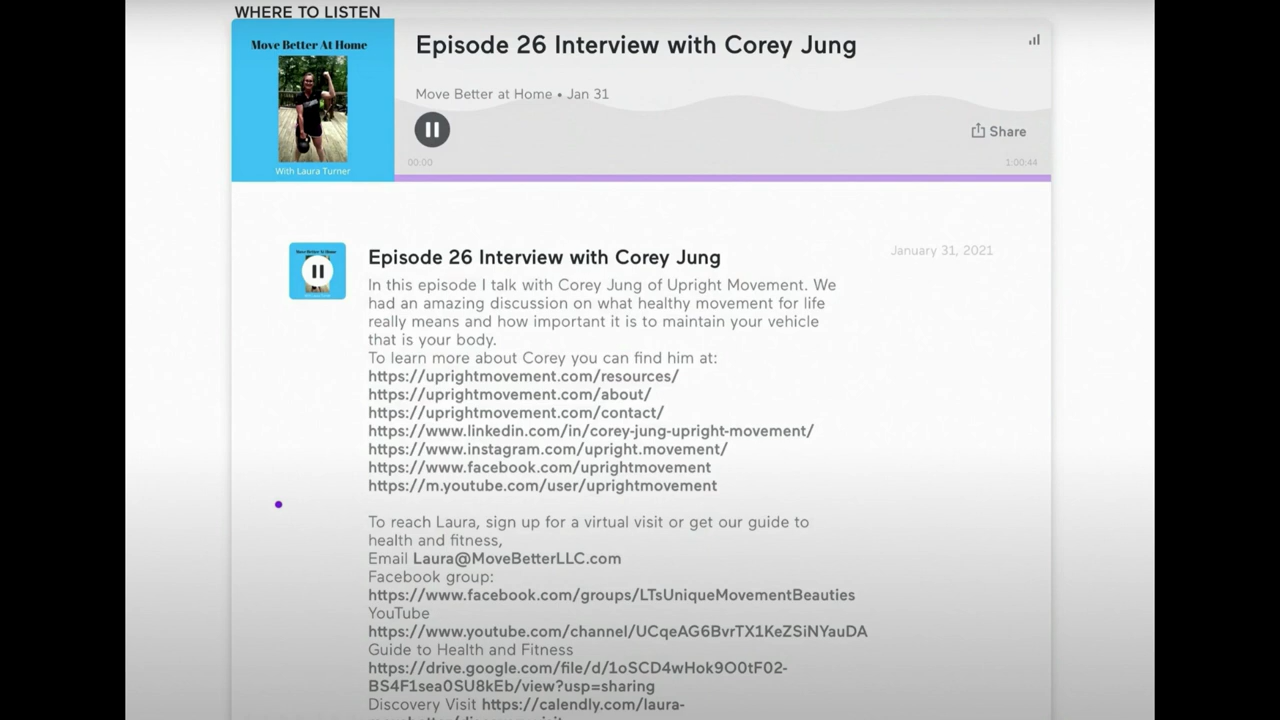 WHERE TO LISTEN
Move Better At Home
With Laura Turner
Episode 26 Interview with Corey Jung
Move Better at Home • Jan 31
Share
00:00
1:00:44
Episode 26 Interview with Corey Jung
January 31, 2021
In this episode I talk with Corey Jung of Upright Movement. We
had an amazing discussion on what healthy movement for life
really means and how important it is to maintain your vehicle
that is your body.
To learn more about Corey you can find him at:
https://uprightmovement.com/resources/
https://uprightmovement.com/about/
https://uprightmovement.com/contact/
https://www.linkedin.com/in/corey-jung-upright-movement/
https://www.instagram.com/upright.movement/
https://www.facebook.com/uprightmovement
https://m.youtube.com/user/uprightmovement
To reach Laura, sign up for a virtual visit or get our guide to
health and fitness,
Email Laura@MoveBetterLLC.com
Facebook group:
https://www.facebook.com/groups/LTsUniqueMovementBeauties
YouTube
https://www.youtube.com/channel/UCqeAG6BvrTX1KeZSiNYauDA
Guide to Health and Fitness
https://drive.google.com/file/d/1oSCD4wHok9O0tF02-
BS4F1sea0SU8kEb/view?usp=sharing
Discovery Visit https://calendly.com/laura-